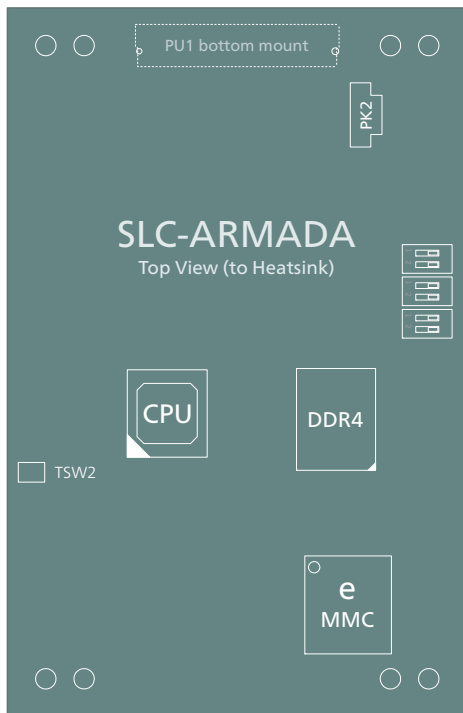 PU1 bottom mount
PK2
SLC-ARMADA
Top View (to Heatsink)
CPU
DDR4
TSW2
e
MMC